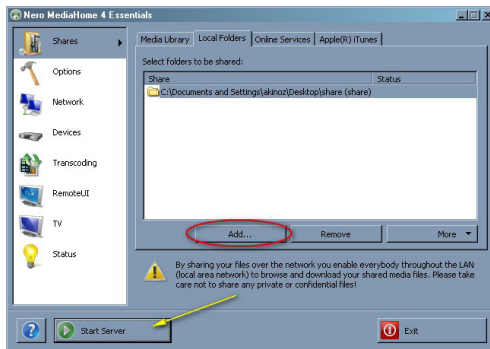 Nero MediaHome 4 Essentials
Shares
Options
Network
Devices
Transcoding
RemoteUI
TV
Status
Media Library Local Folders Online Services Apple(R) iTunes
Select folders to be shared:
Share Status
C:\Documents and Settings\akinoz\Desktop\share (share)
Add... Remove More
By sharing your files over the network you enable everybody throughout the LAN
(local area network) to browse and download your shared media files. Please take
care not to share any private or confidential files!
? Start Server Exit